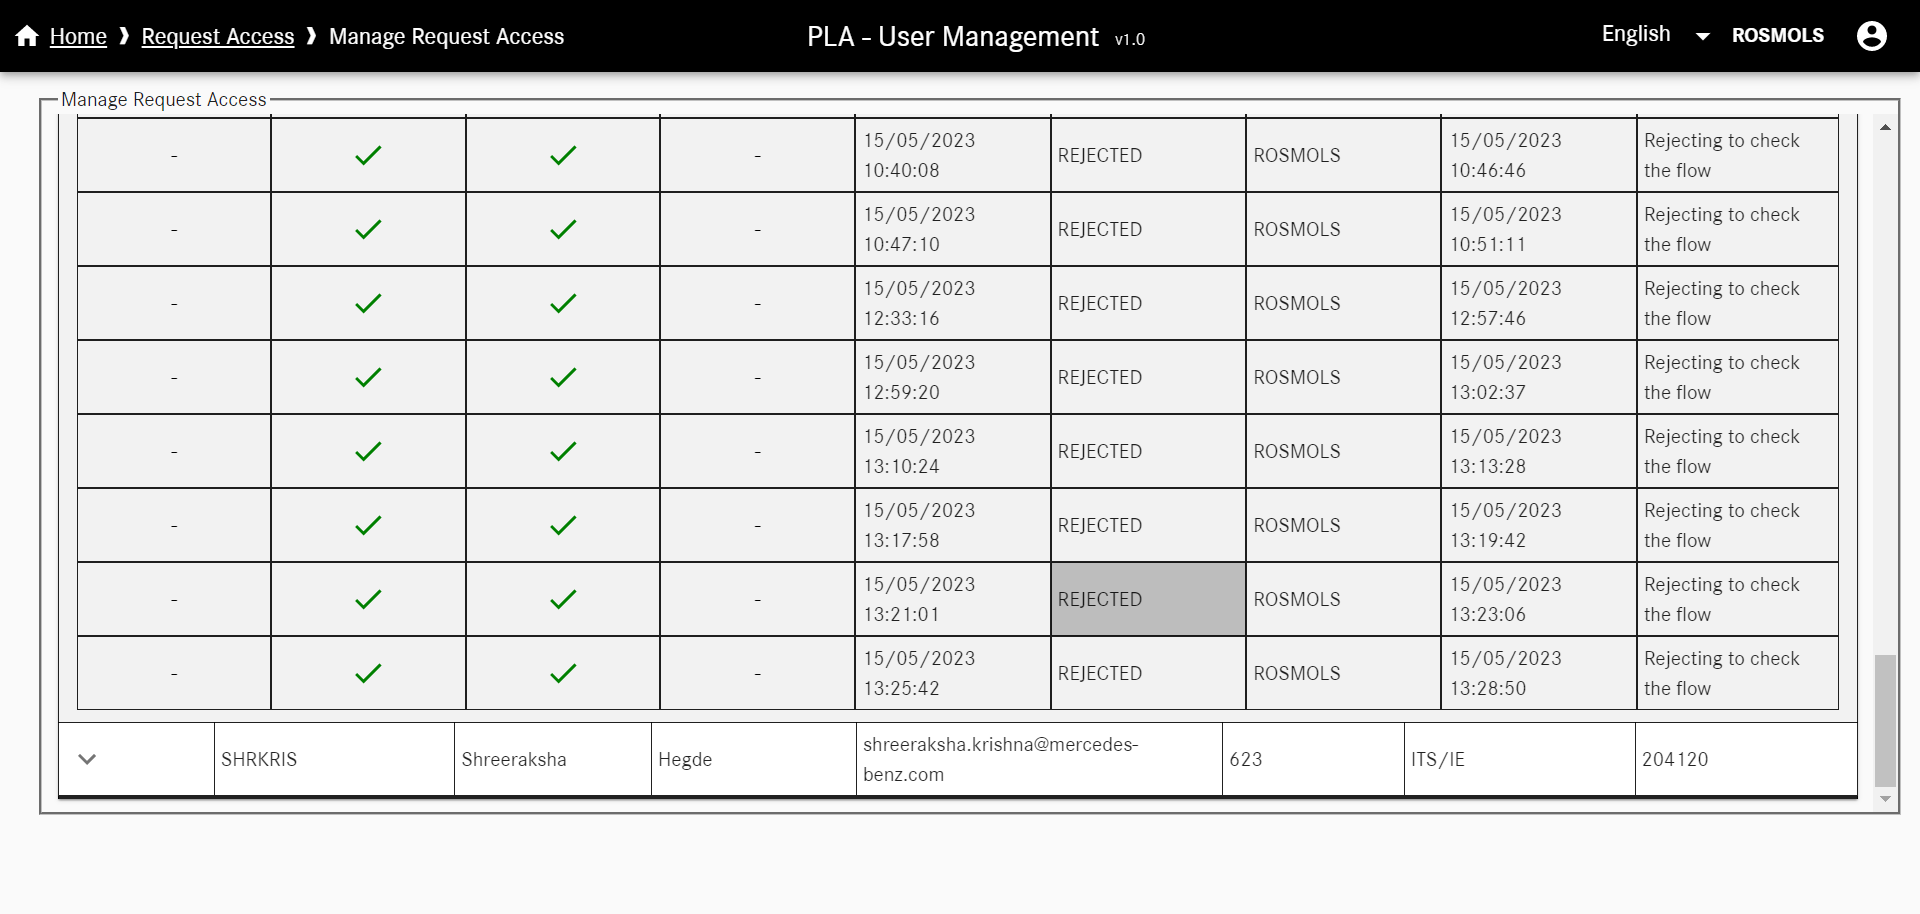 Home ❱ Request Access ❱ Manage Request Access PLA - User Management v1.0 English ROSMOLS
Manage Request Access
- 15/05/2023 10:40:08 REJECTED ROSMOLS 15/05/2023 10:46:46 Rejecting to check the flow
- 15/05/2023 10:47:10 REJECTED ROSMOLS 15/05/2023 10:51:11 Rejecting to check the flow
- 15/05/2023 12:33:16 REJECTED ROSMOLS 15/05/2023 12:57:46 Rejecting to check the flow
- 15/05/2023 12:59:20 REJECTED ROSMOLS 15/05/2023 13:02:37 Rejecting to check the flow
- 15/05/2023 13:10:24 REJECTED ROSMOLS 15/05/2023 13:13:28 Rejecting to check the flow
- 15/05/2023 13:17:58 REJECTED ROSMOLS 15/05/2023 13:19:42 Rejecting to check the flow
- 15/05/2023 13:21:01 REJECTED ROSMOLS 15/05/2023 13:23:06 Rejecting to check the flow
- 15/05/2023 13:25:42 REJECTED ROSMOLS 15/05/2023 13:28:50 Rejecting to check the flow
SHRKRIS Shreeraksha Hegde shreeraksha.krishna@mercedes-benz.com 623 ITS/IE 204120